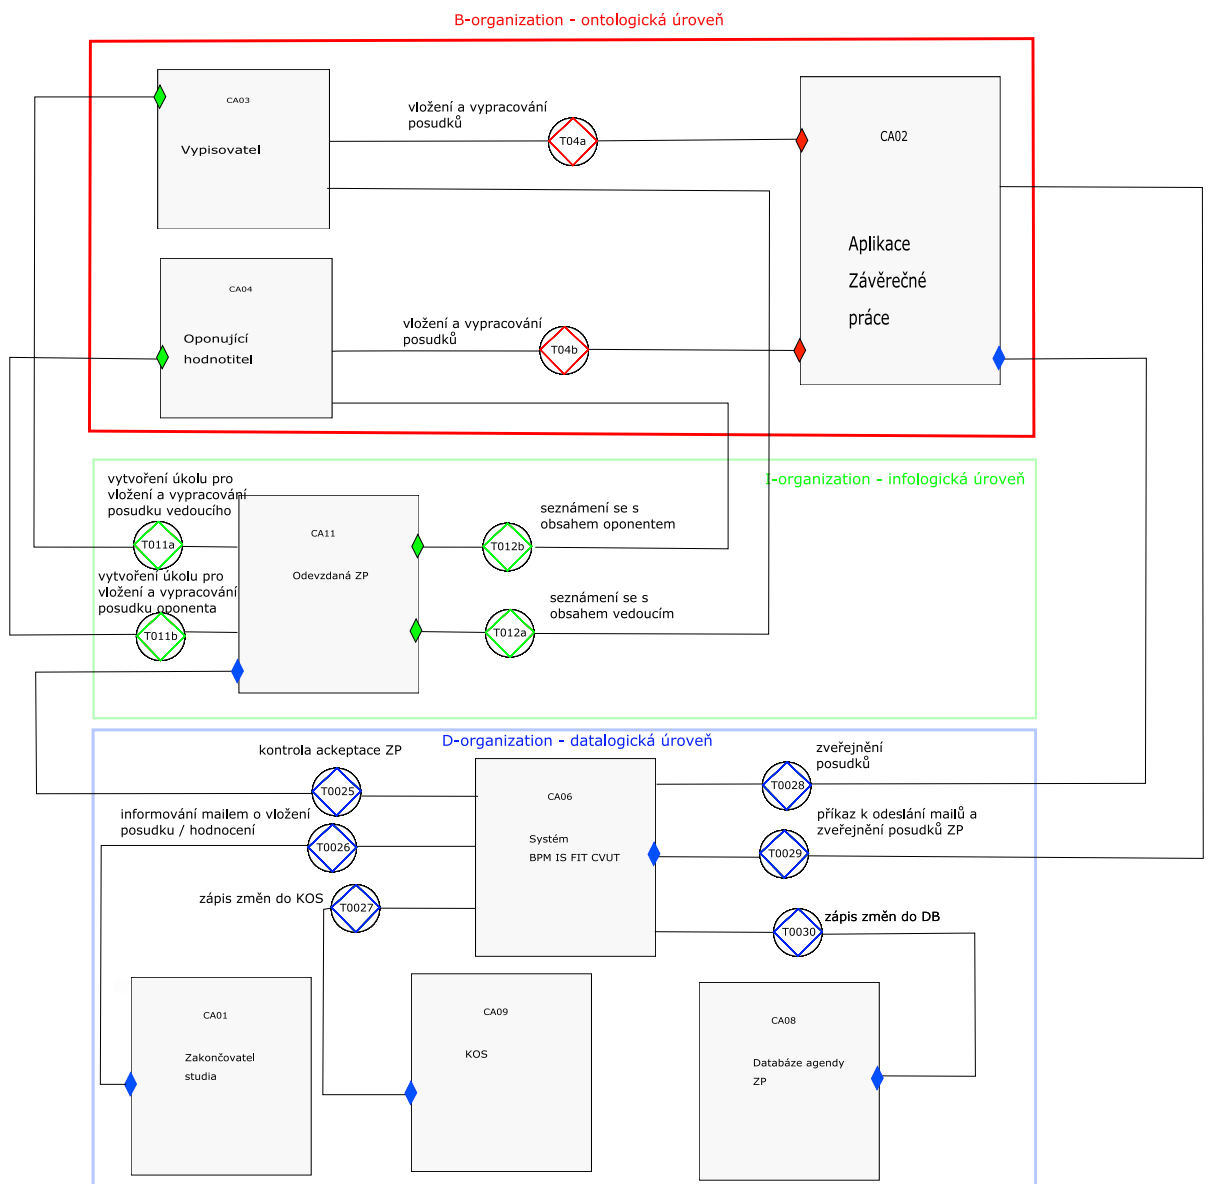 B-organization - ontologická úroveň
CA03
Vypisovatel
vložení a vypracování
posudků
T04a
CA02
Aplikace
Závěrečné
práce
CA04
Oponující
hodnotitel
vložení a vypracování
posudků
T04b
I-organization - infologická úroveň
vytvoření úkolu pro
vložení a vypracování
posudku vedoucího
T011a
CA11
Odevzdaná ZP
seznámení se s
obsahem oponentem
T012b
vytvoření úkolu pro
vložení a vypracování
posudku oponenta
T011b
seznámení se s
obsahem vedoucím
T012a
D-organization - datalogická úroveň
kontrola ackeptace ZP
T0025
CA06
Systém
BPM IS FIT CVUT
zveřejnění
posudků
T0028
informování mailem o vložení
posudku / hodnocení
T0026
příkaz k odeslání mailů a
zveřejnění posudků ZP
T0029
zápis změn do KOS
T0027
zápis změn do DB
T0030
CA01
Zakončovatel
studia
CA09
KOS
CA08
Databáze agendy
ZP